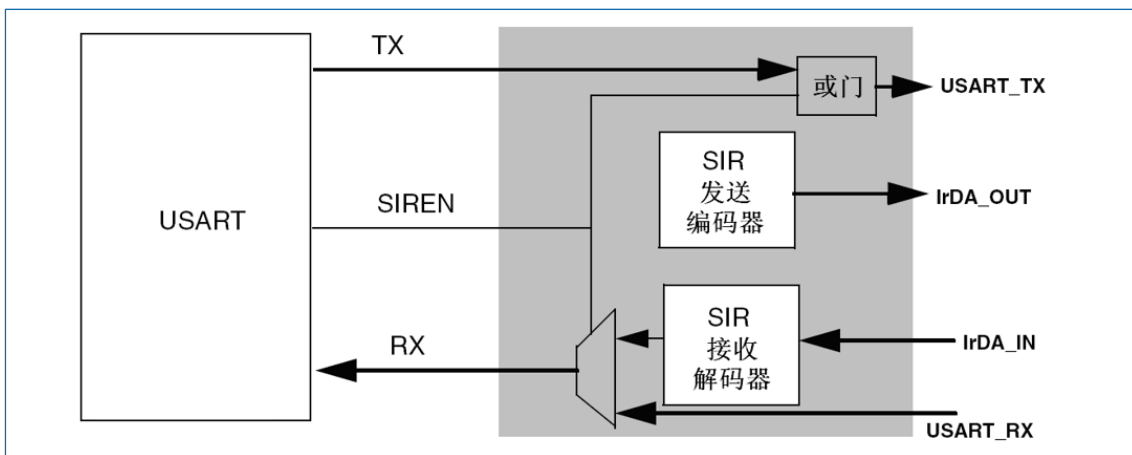 TX
或门
USART_TX
SIR
发送
编码器
IrDA_OUT
USART
SIREN
SIR
接收
解码器
IrDA_IN
RX
USART_RX